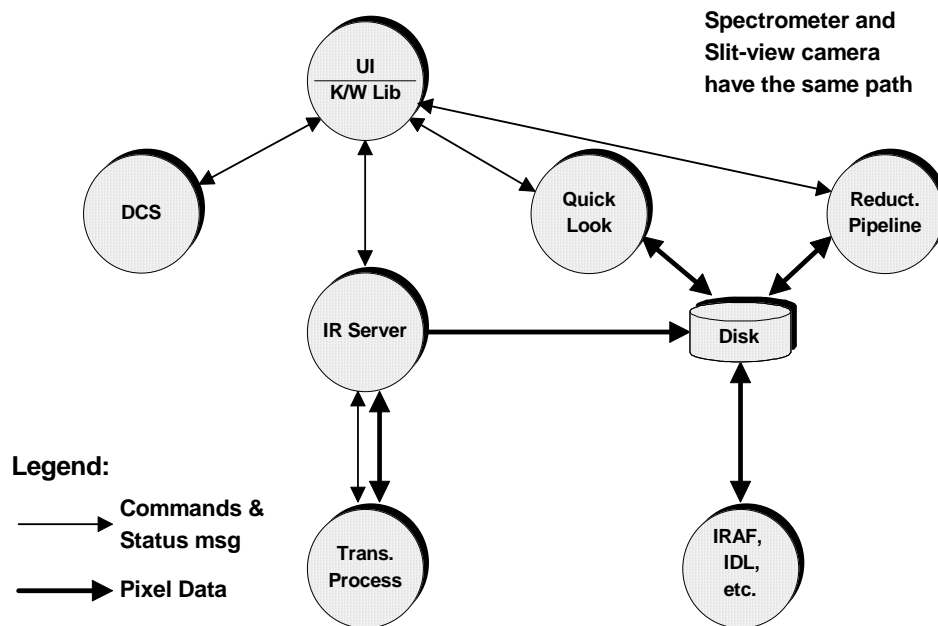 Spectrometer and
Slit-view camera
have the same path
UI
K/W Lib
DCS
Quick
Look
Reduct.
Pipeline
IR Server
Disk
Legend:
Commands &
Status msg
Pixel Data
Trans.
Process
IRAF,
IDL,
etc.